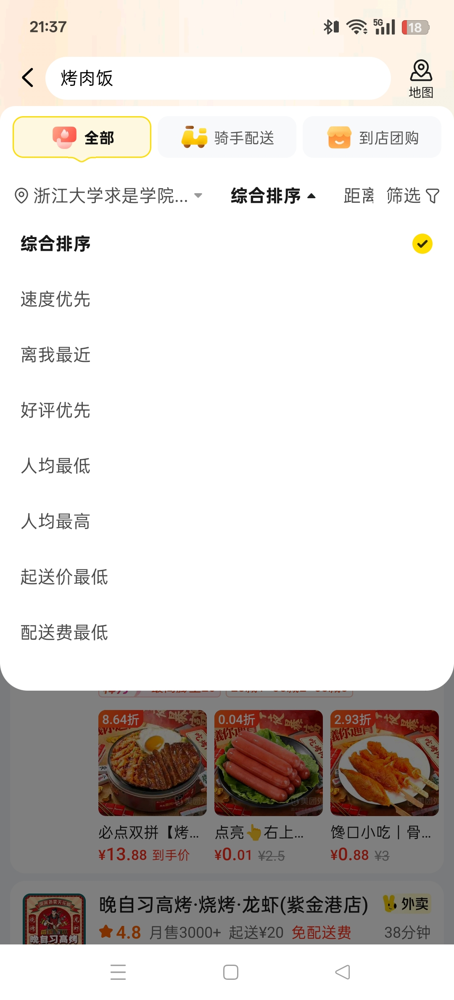 21:37
5G
18
烤肉饭
地图
全部
骑手配送
到店团购
浙江大学求是学院...
综合排序
距离
筛选
综合排序
速度优先
离我最近
好评优先
人均最低
人均最高
起送价最低
配送费最低
8.64折
0.04折
2.93折
必点双拼【烤...
点亮👆右上...
馋口小吃｜骨...
¥13.88 到手价
¥0.01 ¥2.5
¥0.88 ¥3
晚自习高烤·烧烤·龙虾(紫金港店)
外卖
4.8 月售3000+ 起送¥20 免配送费 38分钟
烧烤
龙虾
晚自习高烤